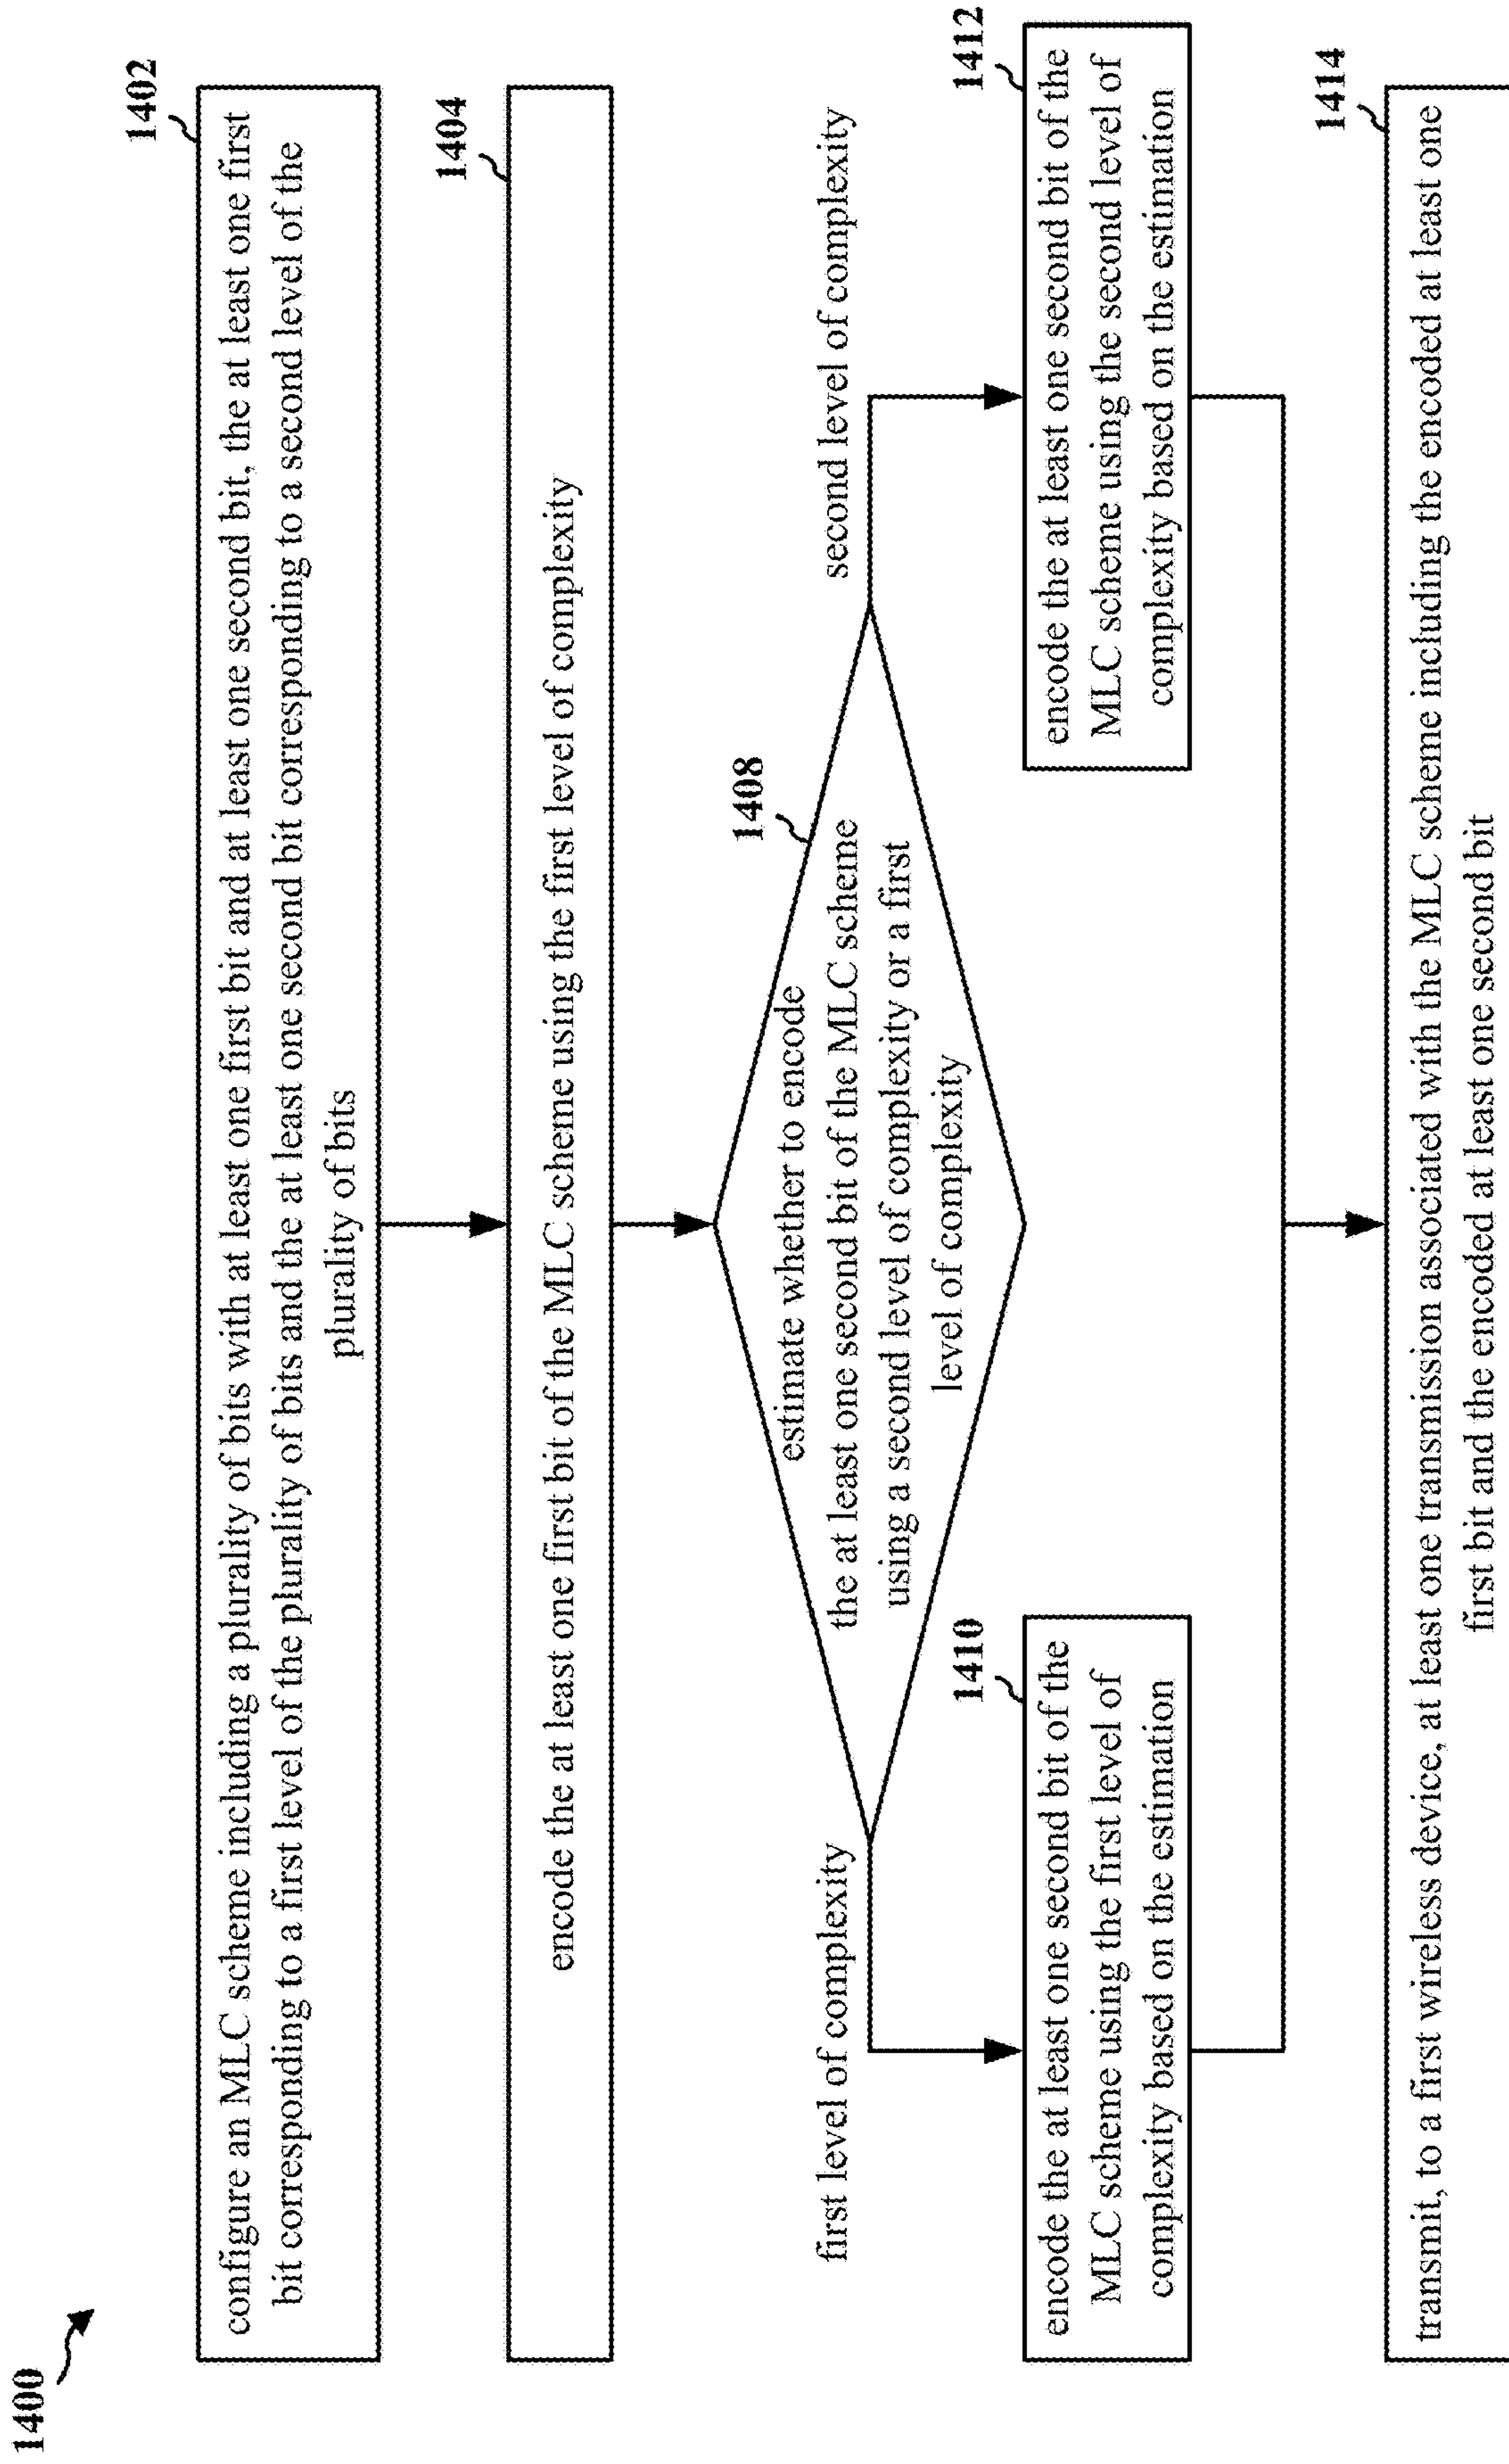 1400
1402
configure an MLC scheme including a plurality of bits with at least one first bit and at least one second bit, the at least one first
bit corresponding to a first level of the plurality of bits and the at least one second bit corresponding to a second level of the
plurality of bits
1404
encode the at least one first bit of the MLC scheme using the first level of complexity
1408
estimate whether to encode
the at least one second bit of the MLC scheme
using a second level of complexity or a first
level of complexity
first level of complexity
second level of complexity
1410
encode the at least one second bit of the
MLC scheme using the first level of
complexity based on the estimation
1412
encode the at least one second bit of the
MLC scheme using the second level of
complexity based on the estimation
1414
transmit, to a first wireless device, at least one transmission associated with the MLC scheme including the encoded at least one
first bit and the encoded at least one second bit